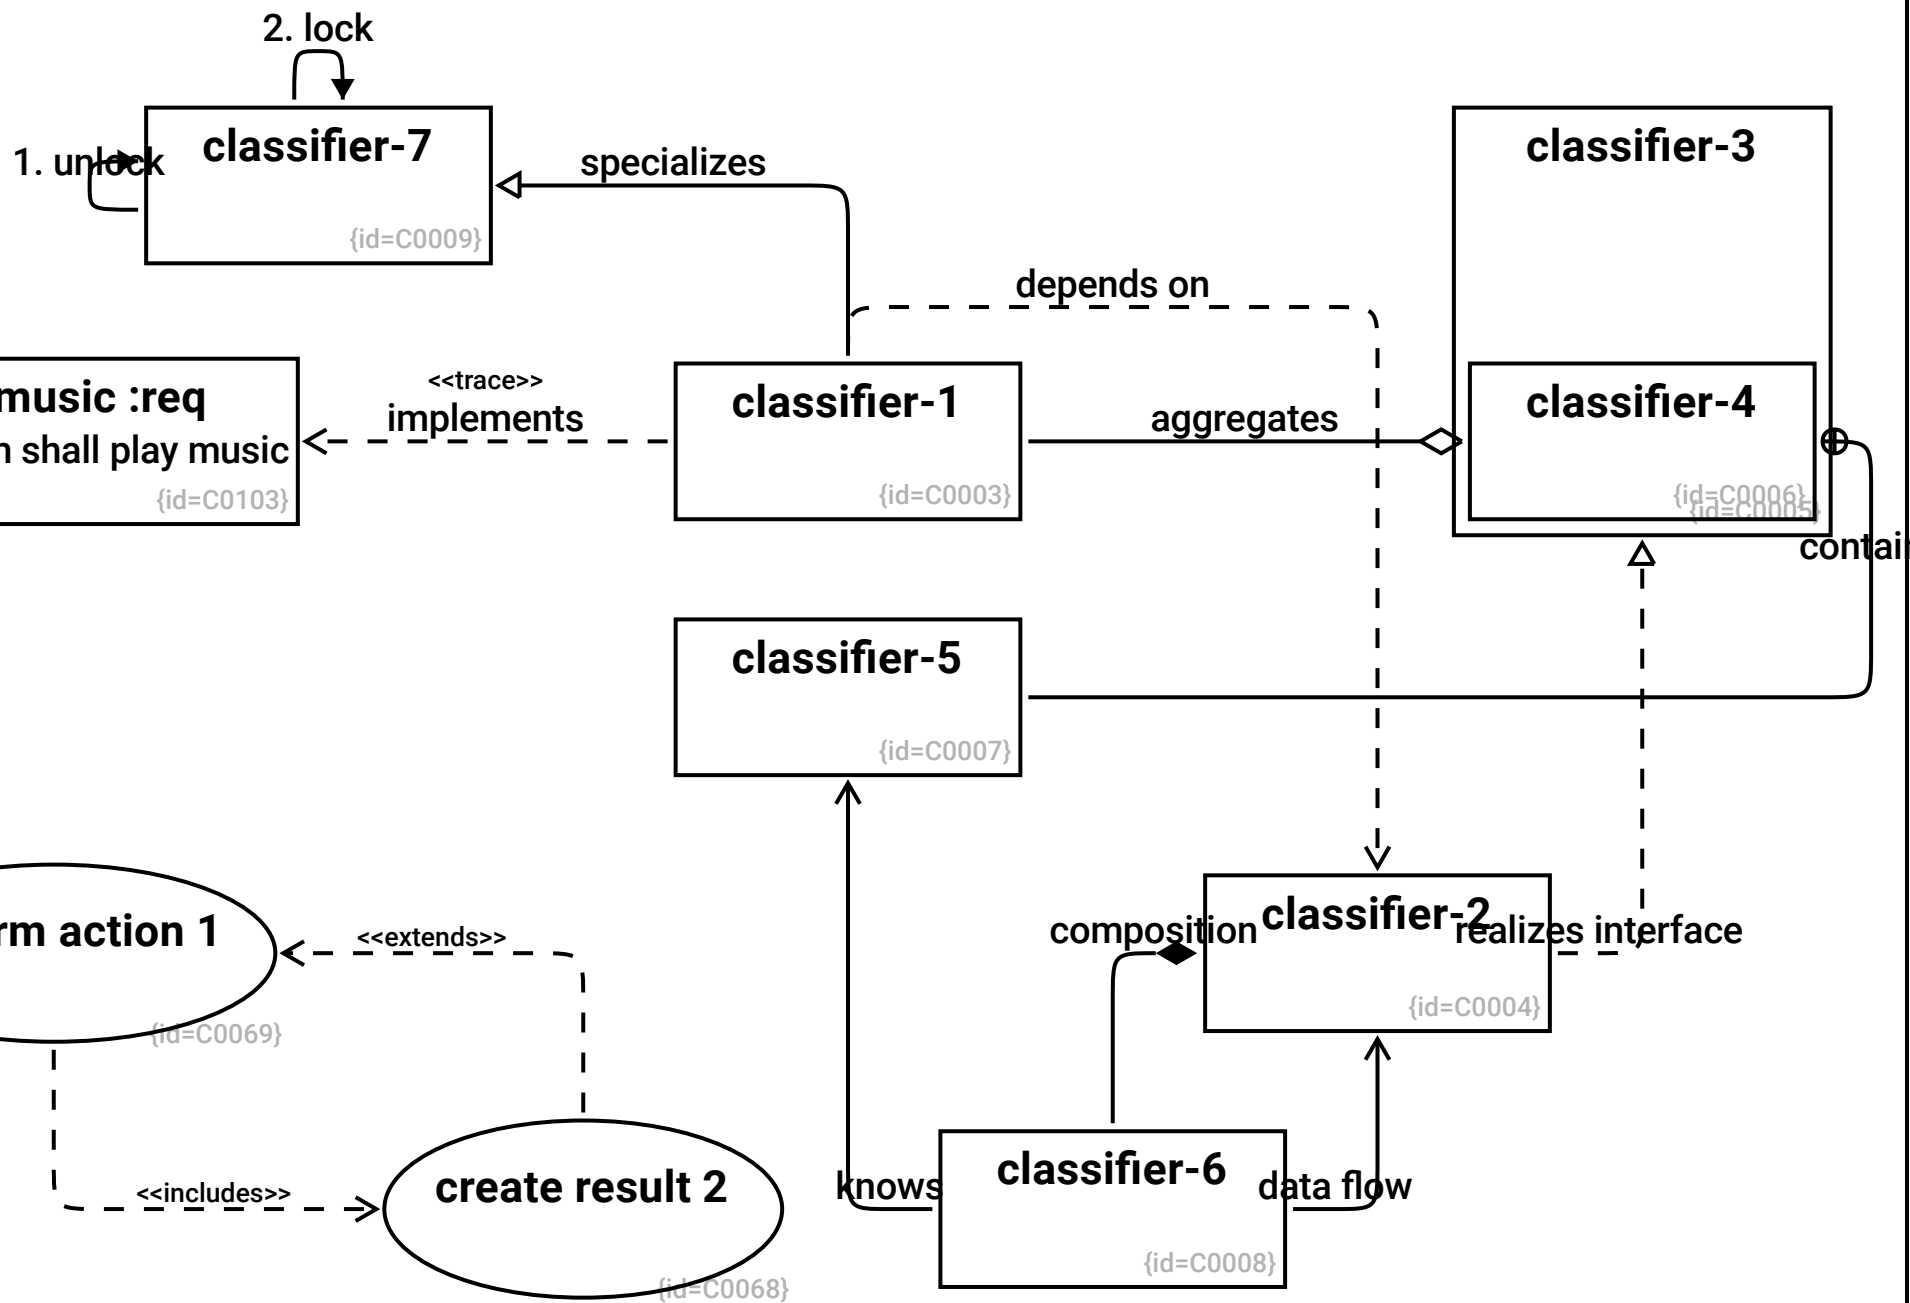 2. lock
1. unlock
classifier-7
specializes
classifier-3
{id=C0009}
depends on
<<trace>>
implements
music :req
shall play music
{id=C0103}
classifier-1
{id=C0003}
aggregates
classifier-4
{id=C0006}
{id=C0005}
classifier-5
{id=C0007}
action 1
<<extends>>
{id=C0069}
composition
classifier-2
realizes interface
{id=C0004}
<<includes>>
create result 2
{id=C0068}
knows
classifier-6
data flow
{id=C0008}